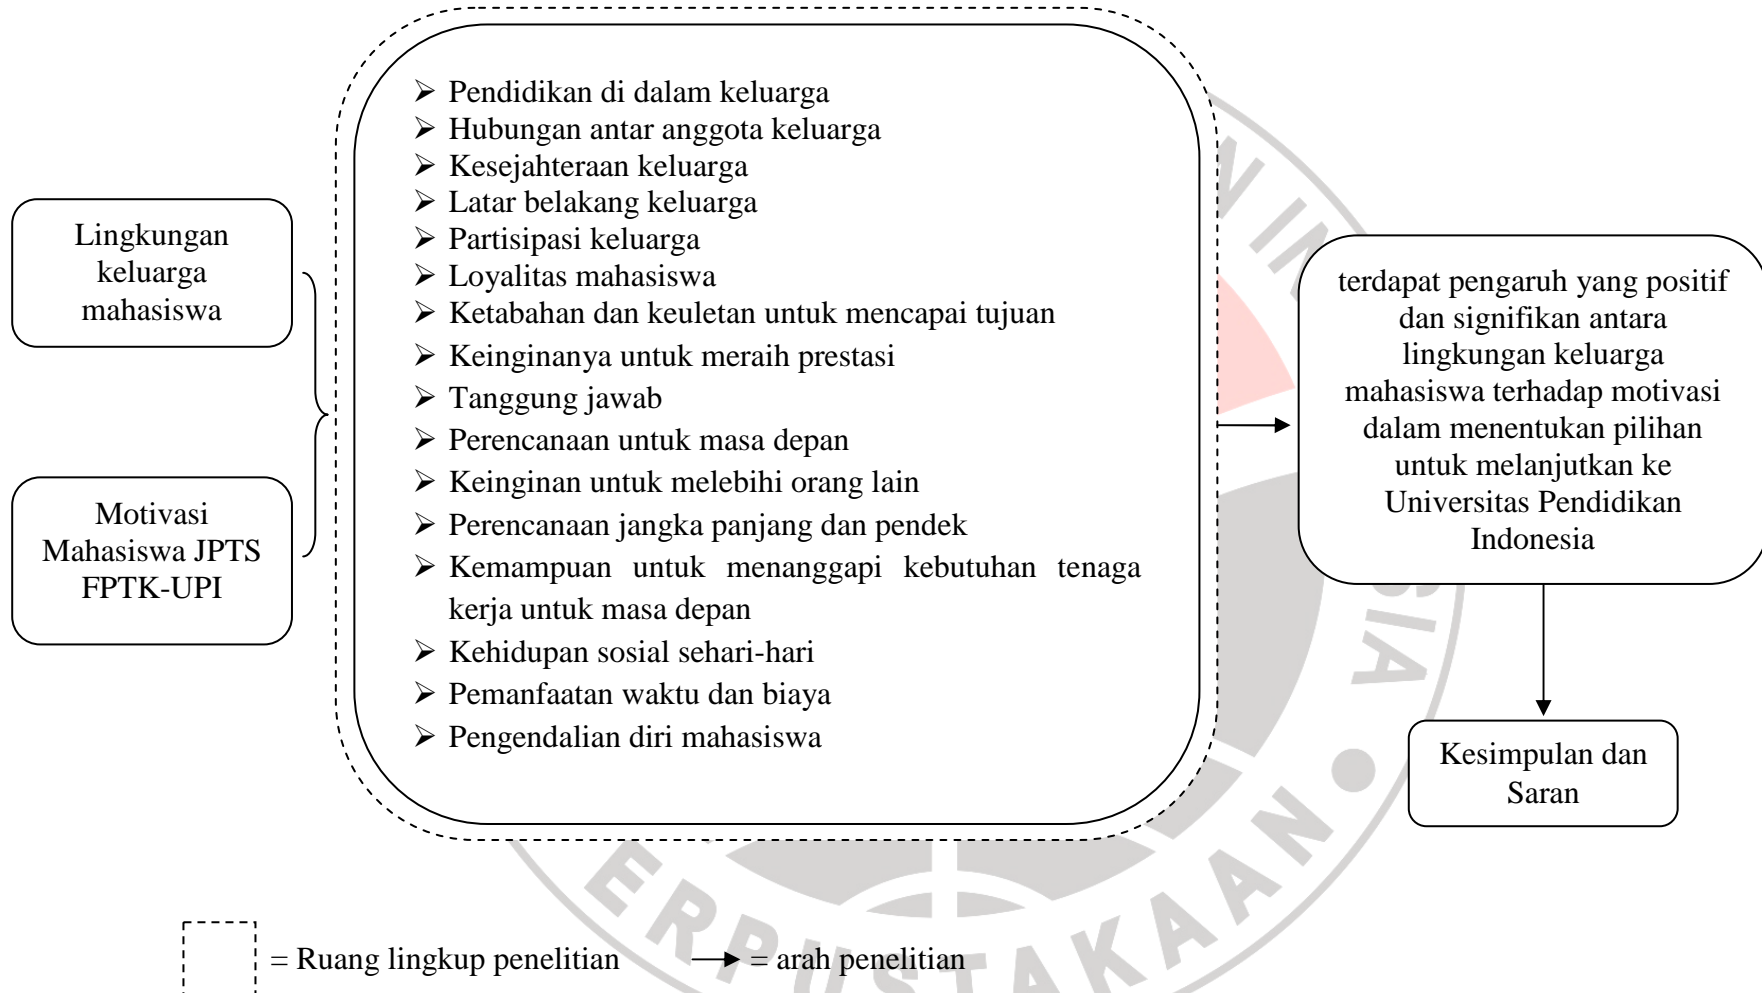 Lingkungan
keluarga
mahasiswa
Motivasi
Mahasiswa JPTS
FPTK-UPI
➢ Pendidikan di dalam keluarga
➢ Hubungan antar anggota keluarga
➢ Kesejahteraan keluarga
➢ Latar belakang keluarga
➢ Partisipasi keluarga
➢ Loyalitas mahasiswa
➢ Ketabahan dan keuletan untuk mencapai tujuan
➢ Keinginanya untuk meraih prestasi
➢ Tanggung jawab
➢ Perencanaan untuk masa depan
➢ Keinginan untuk melebihi orang lain
➢ Perencanaan jangka panjang dan pendek
➢ Kemampuan untuk menanggapi kebutuhan tenaga
kerja untuk masa depan
➢ Kehidupan sosial sehari-hari
➢ Pemanfaatan waktu dan biaya
➢ Pengendalian diri mahasiswa
terdapat pengaruh yang positif
dan signifikan antara
lingkungan keluarga
mahasiswa terhadap motivasi
dalam menentukan pilihan
untuk melanjutkan ke
Universitas Pendidikan
Indonesia
Kesimpulan dan
Saran
= Ruang lingkup penelitian
= arah penelitian
ERPUSTAKAAN